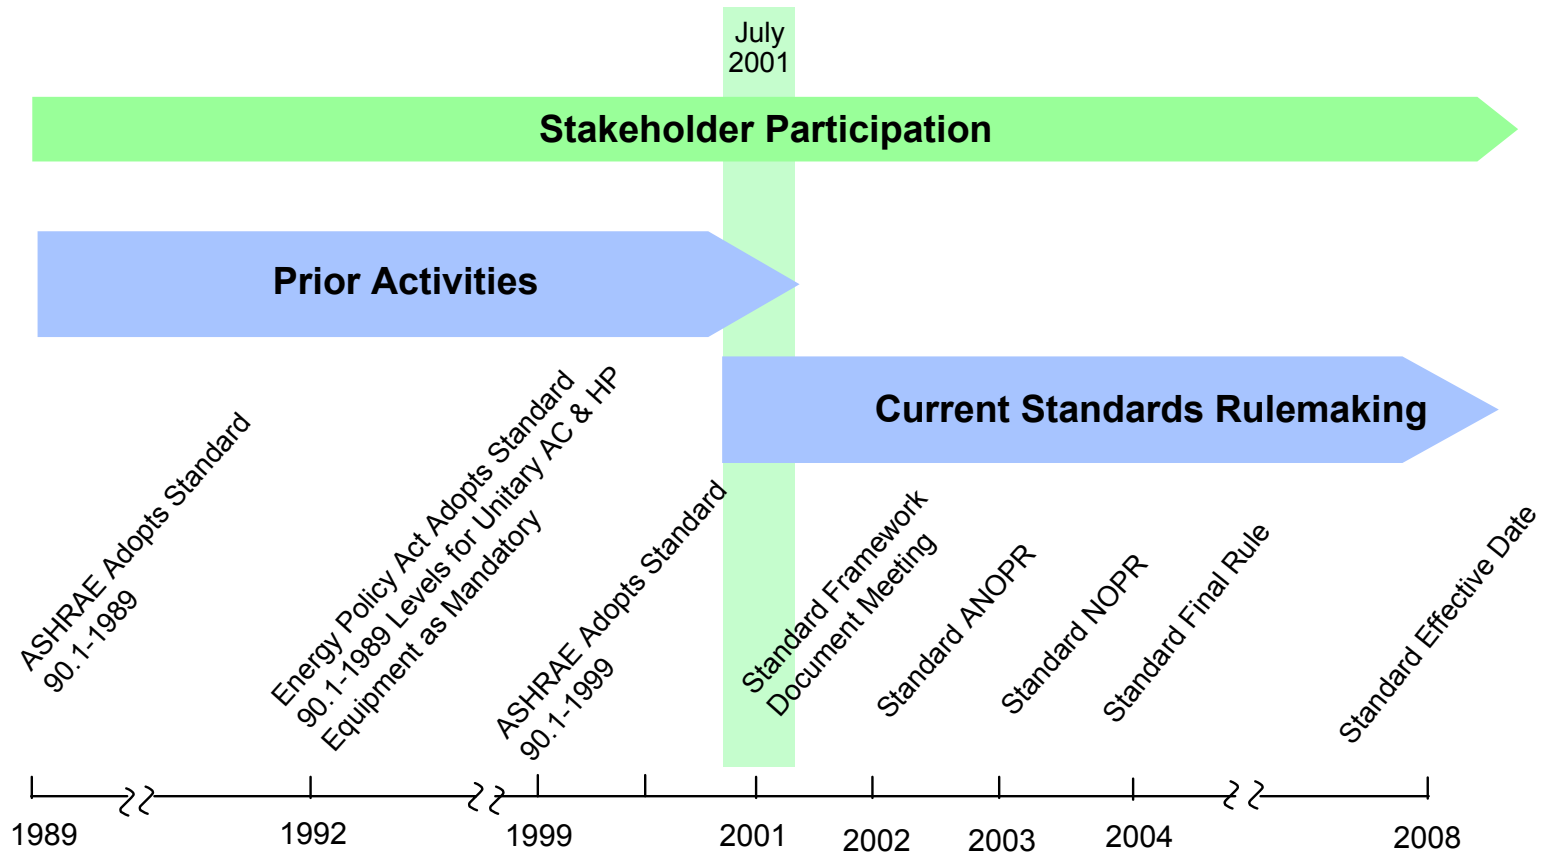 July
2001
Stakeholder Participation
Prior Activities
Current Standards Rulemaking
ASHRAE Adopts Standard
90.1-1989
Energy Policy Act Adopts Standard
90.1-1989 Levels for Unitary AC & HP
Equipment as Mandatory
ASHRAE Adopts Standard
90.1-1999
Standard Framework
Document Meeting
Standard ANOPR
Standard NOPR
Standard Final Rule
Standard Effective Date
1989
1992
1999
2001
2002
2003
2004
2008